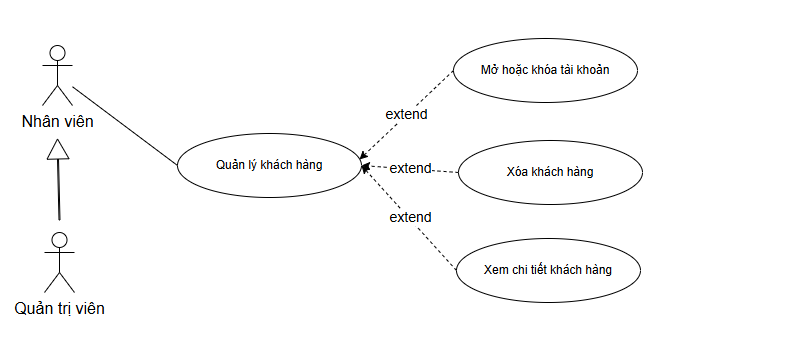 Nhân viên
Quản trị viên
Quản lý khách hàng
extend
extend
extend
Mở hoặc khóa tài khoản
Xóa khách hàng
Xem chi tiết khách hàng